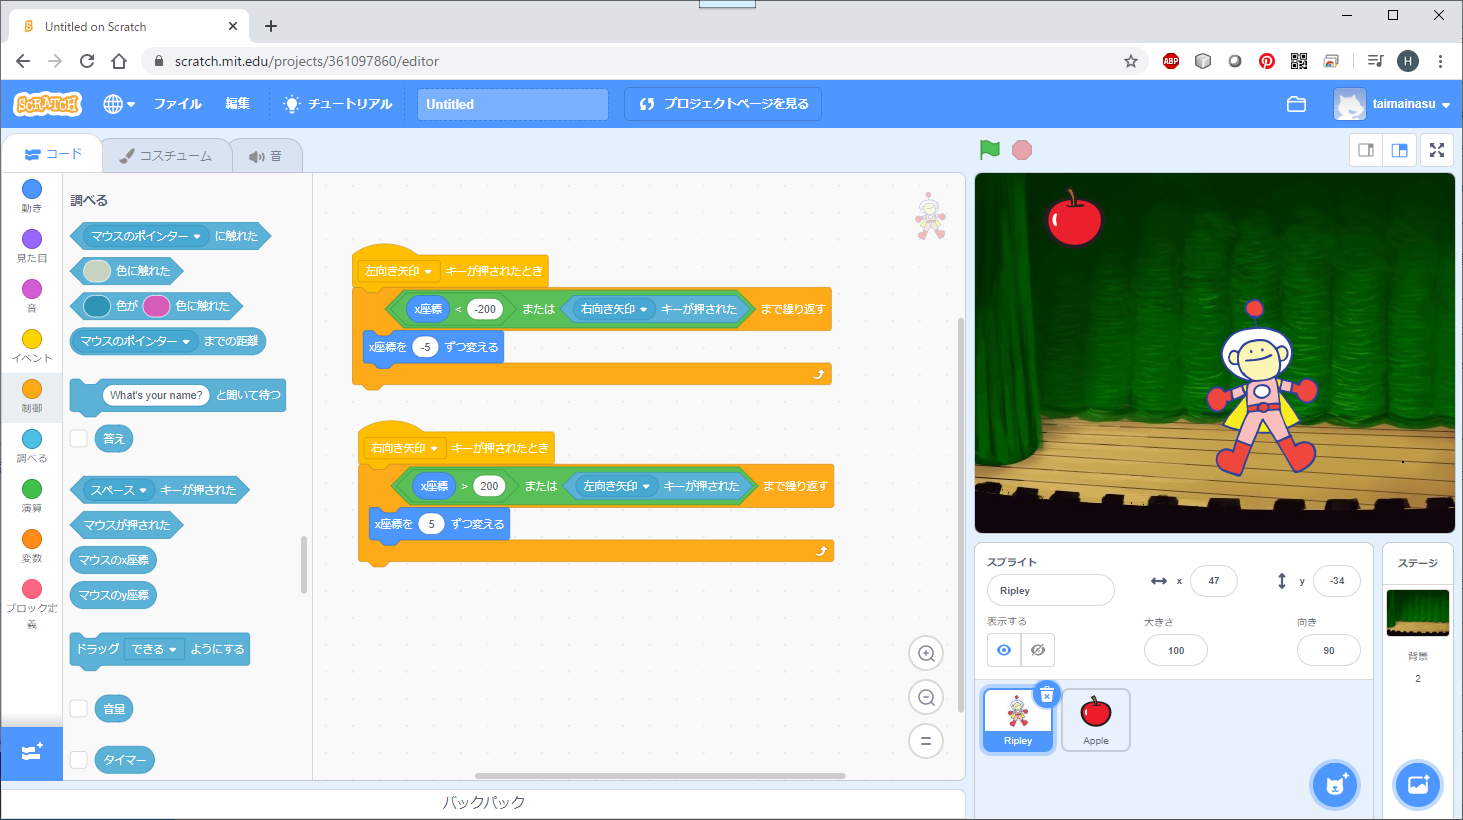 Untitled on Scratch
scratch.mit.edu/projects/361097860/editor
ABP
H
SCRATCH
ファイル
編集
チュートリアル
Untitled
プロジェクトページを見る
taimainasu
コード
コスチューム
音
動き
見た目
音
イベント
制御
調べる
演算
変数
ブロック定
義
調べる
マウスのポインター に触れた
色に触れた
色が 色に触れた
マウスのポインター までの距離
What's your name? と聞いて待つ
答え
スペース キーが押された
マウスが押された
マウスのx座標
マウスのy座標
ドラッグ できる ようにする
音量
タイマー
左向き矢印 キーが押されたとき
x座標 < -200 または 右向き矢印 キーが押された まで繰り返す
x座標を -5 ずつ変える
右向き矢印 キーが押されたとき
x座標 > 200 または 左向き矢印 キーが押された まで繰り返す
x座標を 5 ずつ変える
バックパック
スプライト
Ripley
x 47
y -34
表示する
大きさ
100
向き
90
Ripley
Apple
ステージ
背景
2